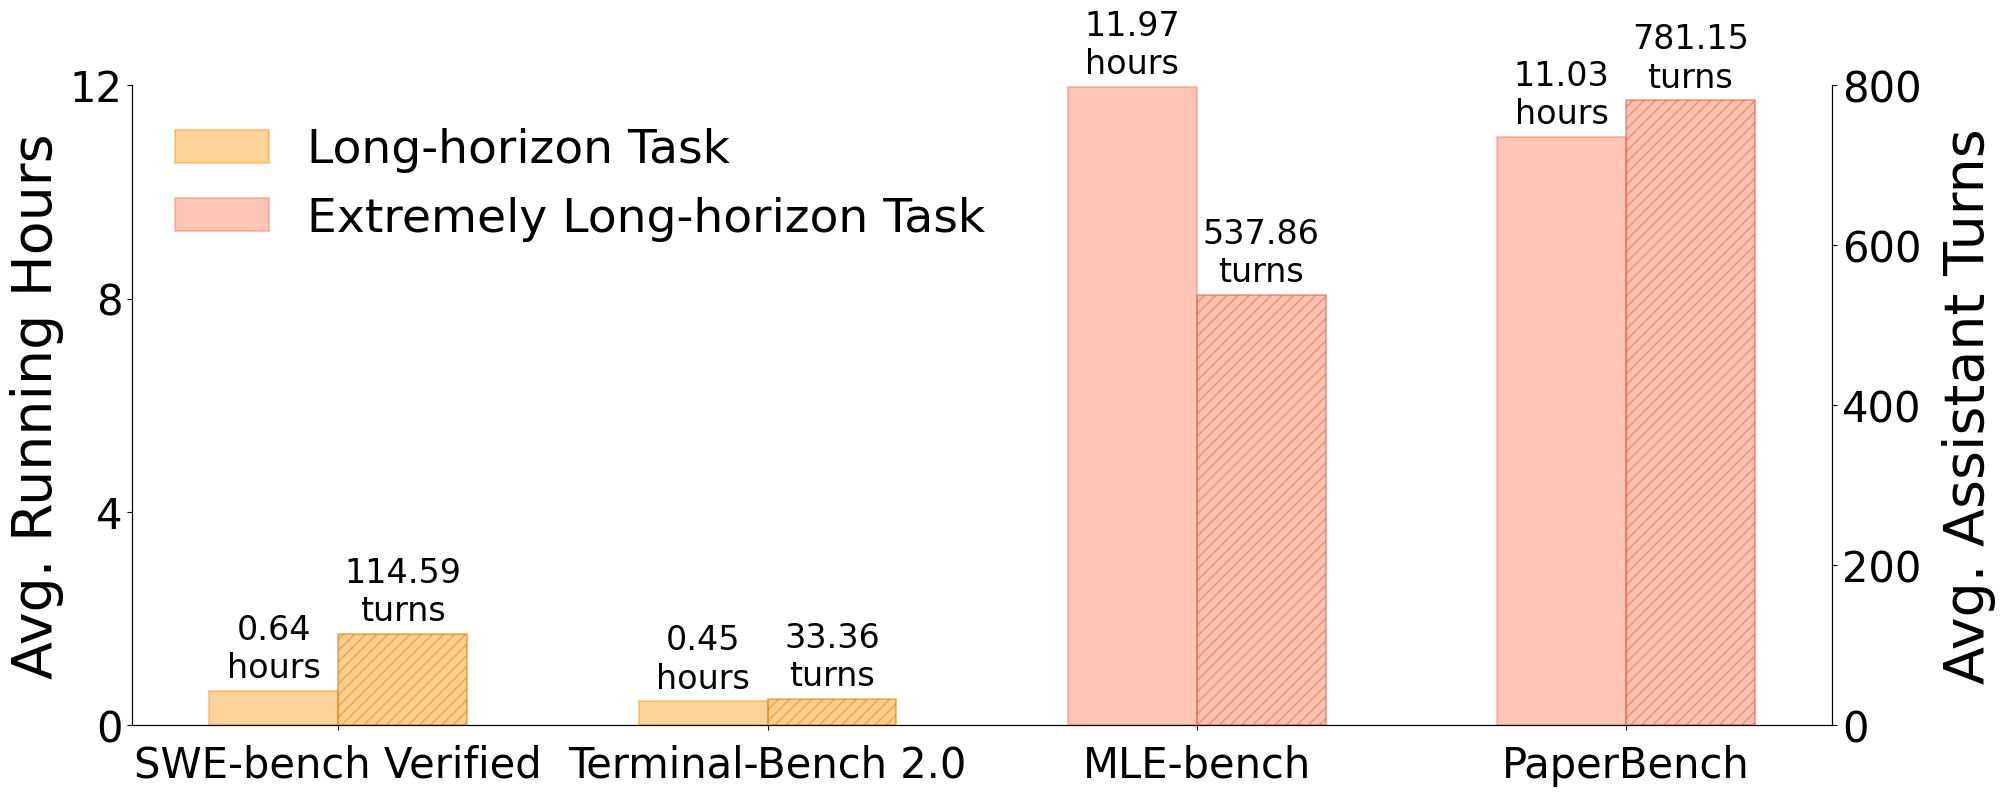 11.97
hours
781.15
turns
11.03
hours
12
800
Long-horizon Task
Extremely Long-horizon Task
537.86
turns
600
8
Avg. Running Hours
Avg. Assistant Turns
400
4
114.59
turns
200
0.64
hours
0.45
hours
33.36
turns
0
0
SWE-bench Verified
Terminal-Bench 2.0
MLE-bench
PaperBench